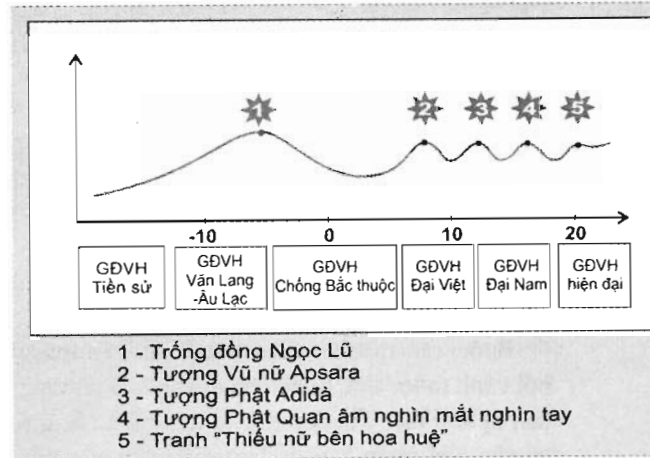 1 2 3 4 5
-10 0 10 20
GĐVH
Tiền sử
GĐVH
Văn Lang
-Âu Lạc
GĐVH
Chống Bắc thuộc
GĐVH
Đại Việt
GĐVH
Đại Nam
GĐVH
hiện đại
1 - Trống đồng Ngọc Lũ
2 - Tượng Vũ nữ Apsara
3 - Tượng Phật Adiđà
4 - Tượng Phật Quan âm nghìn mắt nghìn tay
5 - Tranh “Thiếu nữ bên hoa huệ”